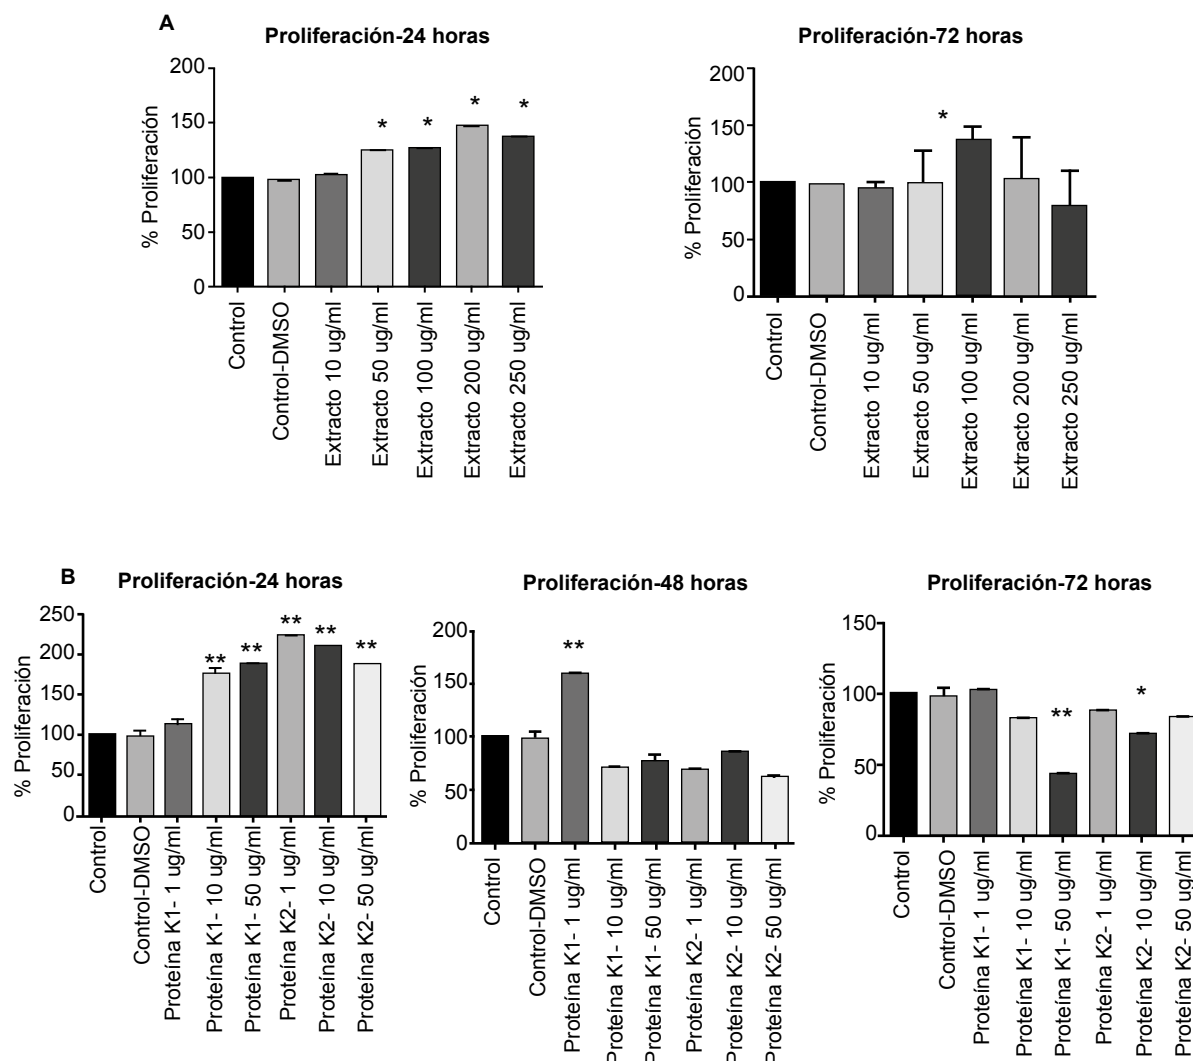 A
Proliferación-24 horas
% Proliferación
200
150
100
50
0
*
*
*
*
Control
Control-DMSO
Extracto 10 ug/ml
Extracto 50 ug/ml
Extracto 100 ug/ml
Extracto 200 ug/ml
Extracto 250 ug/ml
Proliferación-72 horas
% Proliferación
200
150
100
50
0
*
Control
Control-DMSO
Extracto 10 ug/ml
Extracto 50 ug/ml
Extracto 100 ug/ml
Extracto 200 ug/ml
Extracto 250 ug/ml
B
Proliferación-24 horas
% Proliferación
250
200
150
100
50
0
**
**
**
**
**
Control
Control-DMSO
Proteína K1- 1 ug/ml
Proteína K1- 10 ug/ml
Proteína K1- 50 ug/ml
Proteína K2- 1 ug/ml
Proteína K2- 10 ug/ml
Proteína K2- 50 ug/ml
Proliferación-48 horas
% Proliferación
200
150
100
50
0
**
Control
Control-DMSO
Proteína K1- 1 ug/ml
Proteína K1- 10 ug/ml
Proteína K1- 50 ug/ml
Proteína K2- 1 ug/ml
Proteína K2- 10 ug/ml
Proteína K2- 50 ug/ml
Proliferación-72 horas
% Proliferación
150
100
50
0
**
*
Control
Control-DMSO
Proteína K1- 1 ug/ml
Proteína K1- 10 ug/ml
Proteína K1- 50 ug/ml
Proteína K2- 1 ug/ml
Proteína K2- 10 ug/ml
Proteína K2- 50 ug/ml